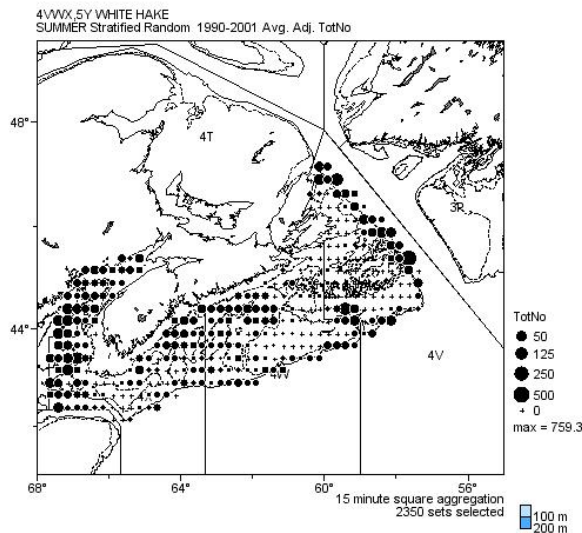 4VWX,5Y WHITE HAKE
SUMMER Stratified Random 1990-2001 Avg. Adj. TotNo
48°
4T
3P
44°
4V
4W
4X
TotNo
50
125
250
500
+ 0
max = 759.3
68° 64° 60° 56°
15 minute square aggregation
2350 sets selected
100 m
200 m